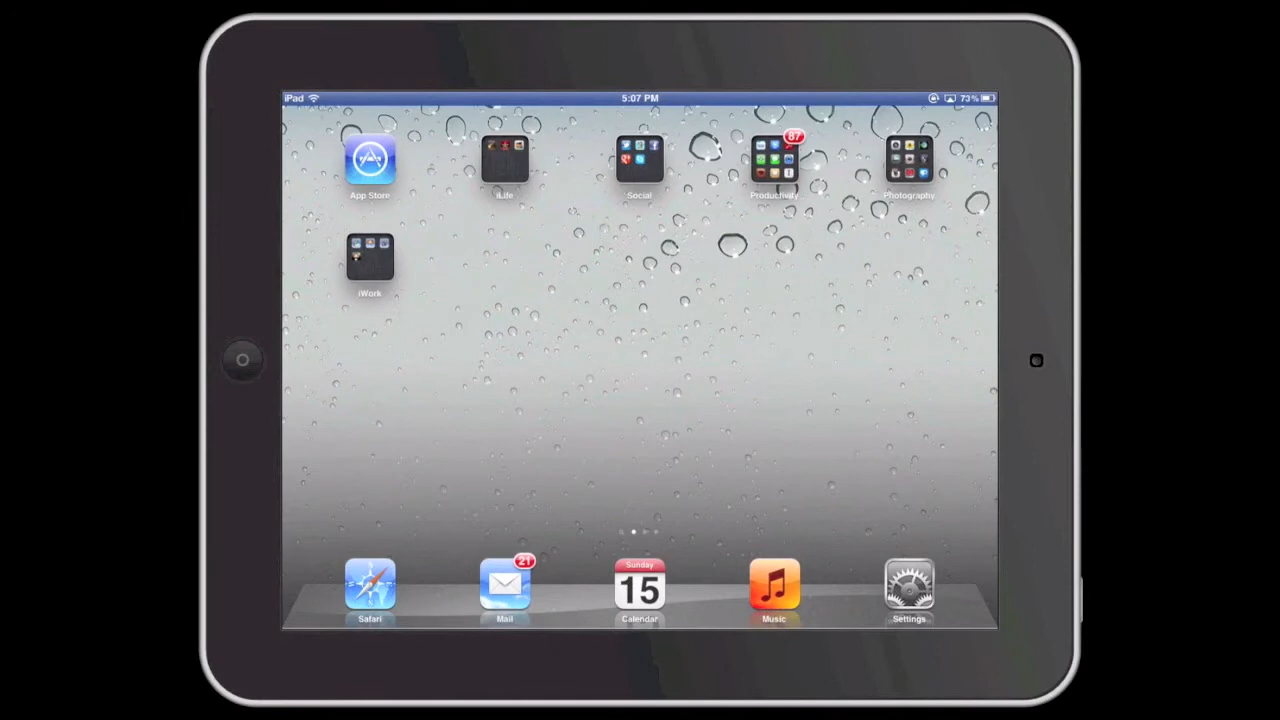 iPad 5:07 PM 73%
87
App Store iLife Social Productivity Photography
iWork
21
Sunday
15
Safari Mail Calendar Music Settings